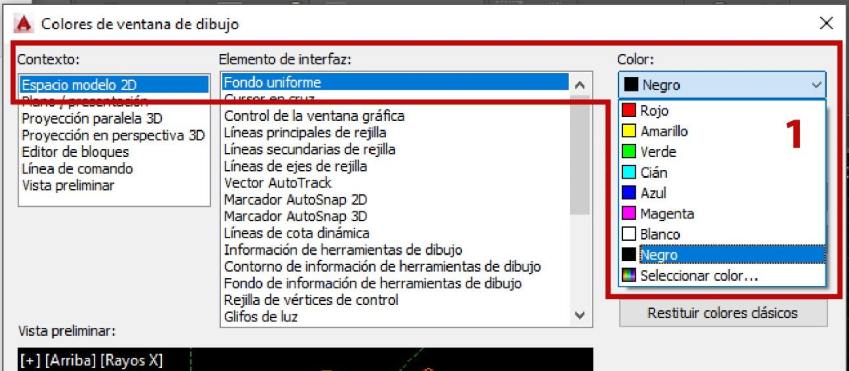 Colores de ventana de dibujo
Contexto:
Espacio modelo 2D
Plano / presentación
Proyección paralela 3D
Proyección en perspectiva 3D
Editor de bloques
Línea de comando
Vista preliminar
Elemento de interfaz:
Fondo uniforme
Cursor en cruz
Control de la ventana gráfica
Líneas principales de rejilla
Líneas secundarias de rejilla
Líneas de ejes de rejilla
Vector AutoTrack
Marcador AutoSnap 2D
Marcador AutoSnap 3D
Líneas de cota dinámica
Información de herramientas de dibujo
Contorno de información de herramientas de dibujo
Fondo de información de herramientas de dibujo
Rejilla de vértices de control
Glifos de luz
Color:
Negro
Rojo
Amarillo
Verde
Cián
Azul
Magenta
Blanco
Negro
Seleccionar color...
1
Restituir colores clásicos
Vista preliminar:
[+] [Arriba] [Rayos X]